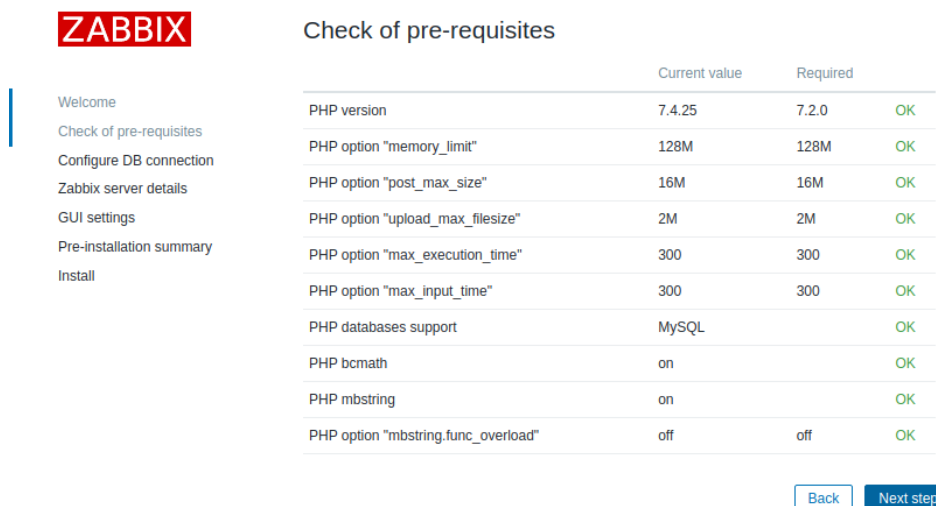 ZABBIX
Check of pre-requisites
Welcome
Check of pre-requisites
Configure DB connection
Zabbix server details
GUI settings
Pre-installation summary
Install
Current value Required
PHP version 7.4.25 7.2.0 OK
PHP option "memory_limit" 128M 128M OK
PHP option "post_max_size" 16M 16M OK
PHP option "upload_max_filesize" 2M 2M OK
PHP option "max_execution_time" 300 300 OK
PHP option "max_input_time" 300 300 OK
PHP databases support MySQL OK
PHP bcmath on OK
PHP mbstring on OK
PHP option "mbstring.func_overload" off off OK
Back Next step